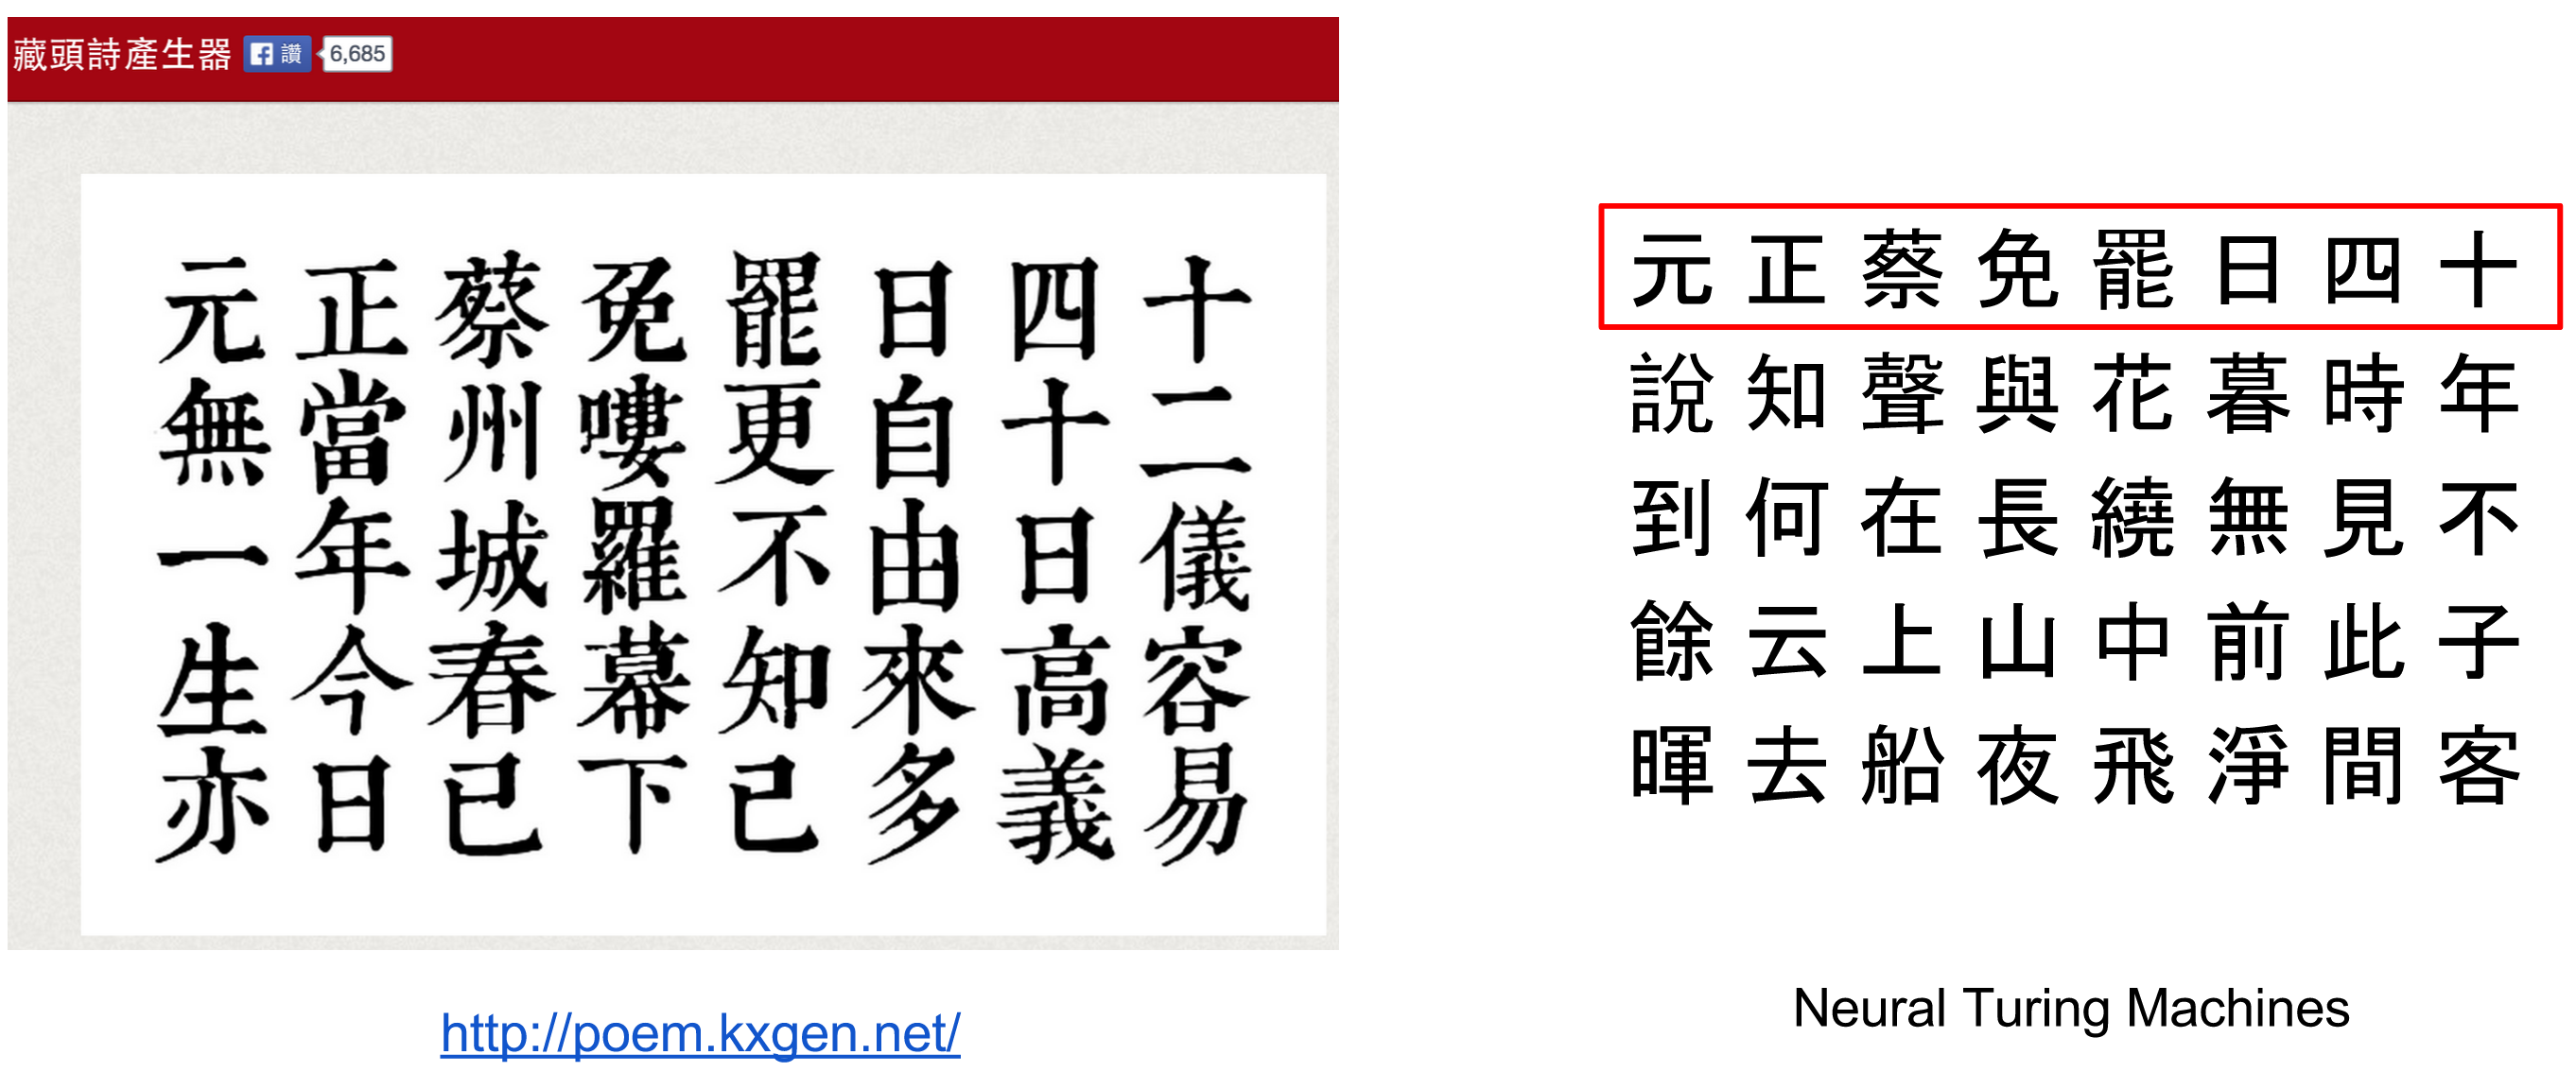 藏頭詩產生器
讚 6,685
十二儀容易
四十日高義
日自由來多
罷更不知己
免嘍羅幕下
蔡州城春已
正當年今日
元無一生亦
http://poem.kxgen.net/
十年不子客
四時見此間
日暮無前淨
罷花繞中飛
免與長山夜
蔡聲在上船
正知何云去
元說到餘暉
Neural Turing Machines